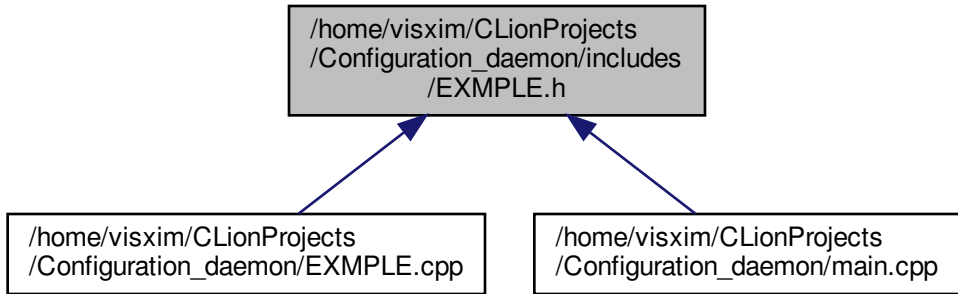 /home/visxim/CLionProjects
/Configuration_daemon/includes
/EXMPLE.h
/home/visxim/CLionProjects
/Configuration_daemon/EXMPLE.cpp
/home/visxim/CLionProjects
/Configuration_daemon/main.cpp